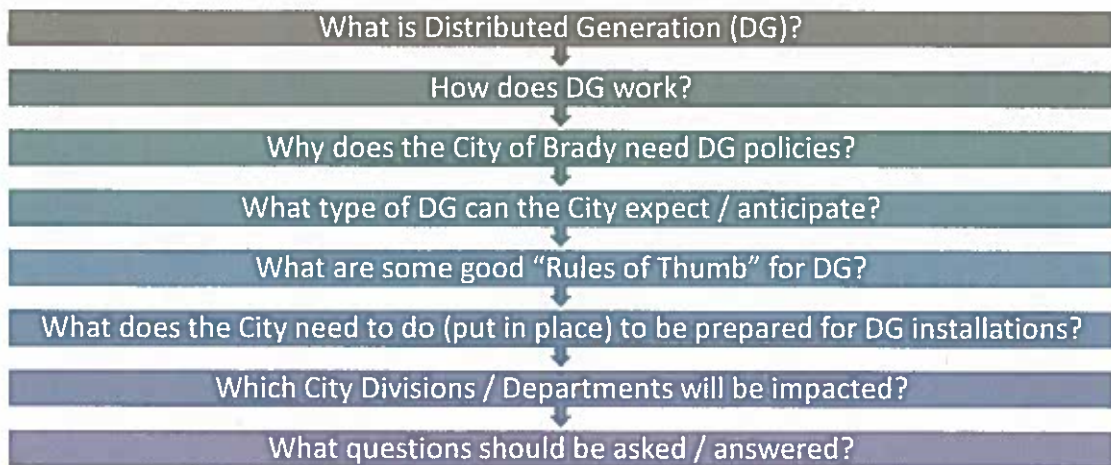 What is Distributed Generation (DG)?
How does DG work?
Why does the City of Brady need DG policies?
What type of DG can the City expect / anticipate?
What are some good “Rules of Thumb” for DG?
What does the City need to do (put in place) to be prepared for DG installations?
Which City Divisions / Departments will be impacted?
What questions should be asked / answered?